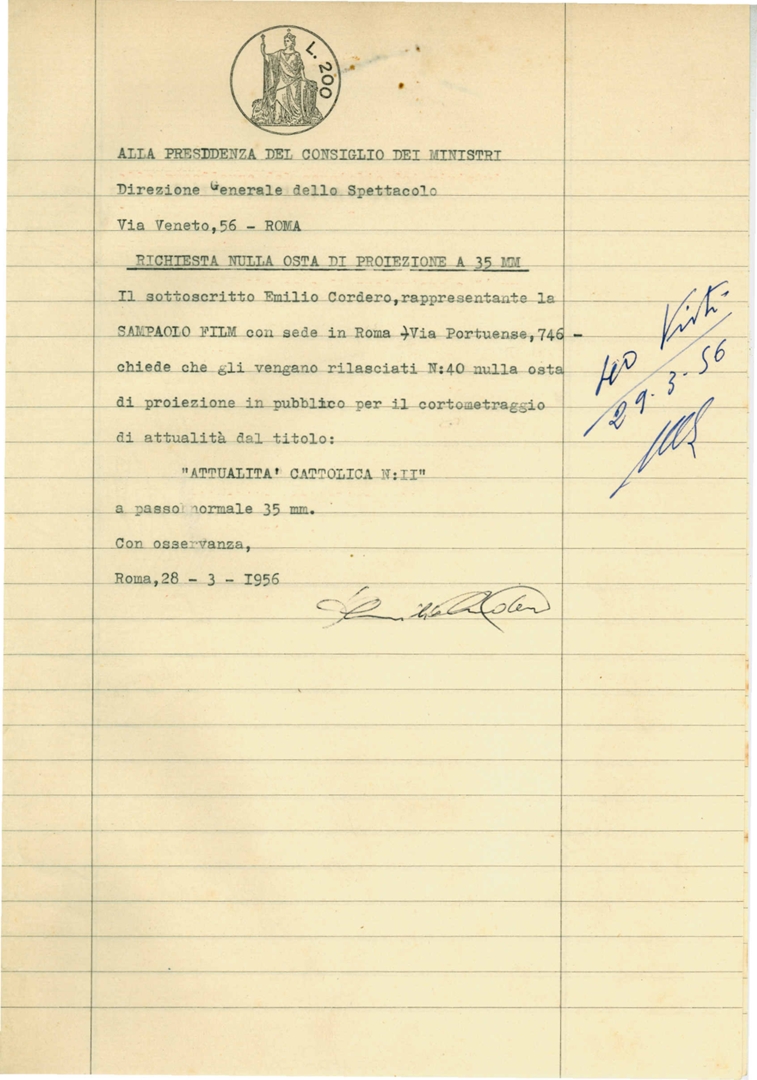 L. 200
ALLA PRESIDENZA DEL CONSIGLIO DEI MINISTRI
Direzione Generale dello Spettacolo
Via Veneto,56 - ROMA
RICHIESTA NULLA OSTA DI PROIEZIONE A 35 MM
Il sottoscritto Emilio Cordero,rappresentante la
SAMPAOLO FILM con sede in Roma -Via Portuense,746 -
chiede che gli vengano rilasciati N:40 nulla osta
di proiezione in pubblico per il cortometraggio
di attualità dal titolo:
"ATTUALITA' CATTOLICA N:II"
a passo normale 35 mm.
Con osservanza,
Roma,28 - 3 - I956
29-3-56